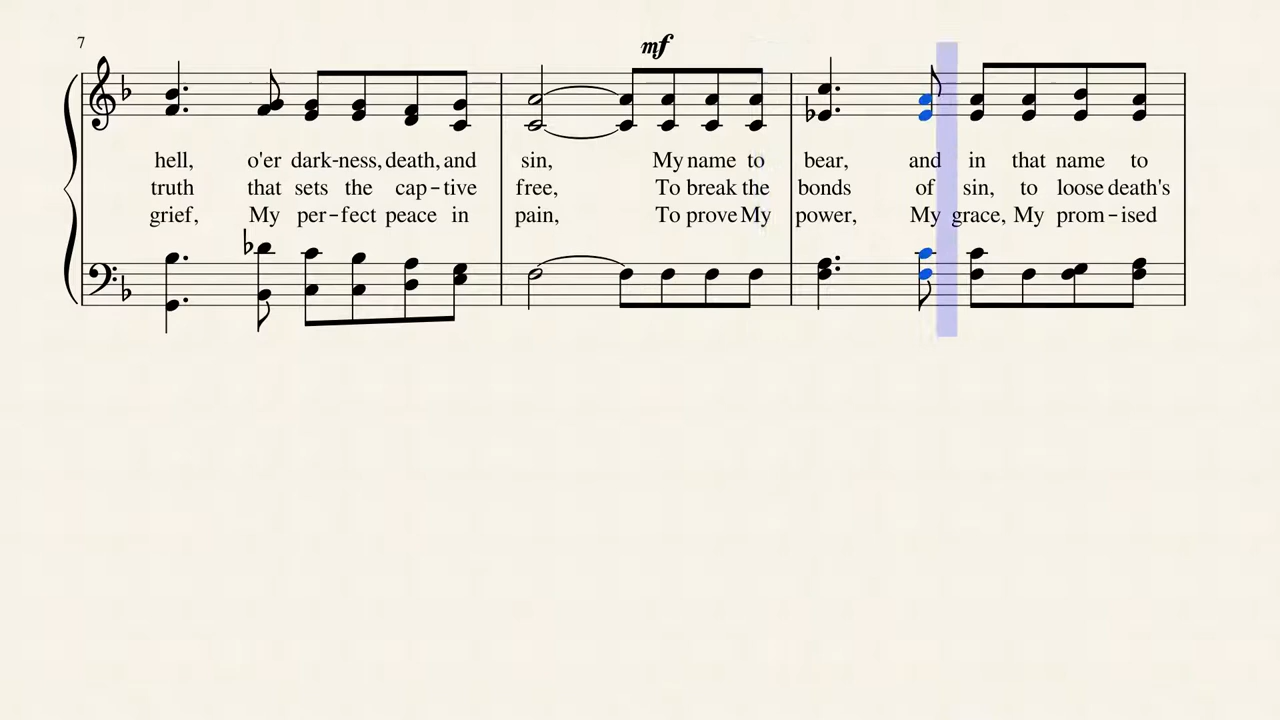 7
mf
hell, o'er dark-ness, death, and sin, My name to bear, and in that name to
truth that sets the cap-tive free, To break the bonds of sin, to loose death's
grief, My per-fect peace in pain, To prove My power, My grace, My prom-ised